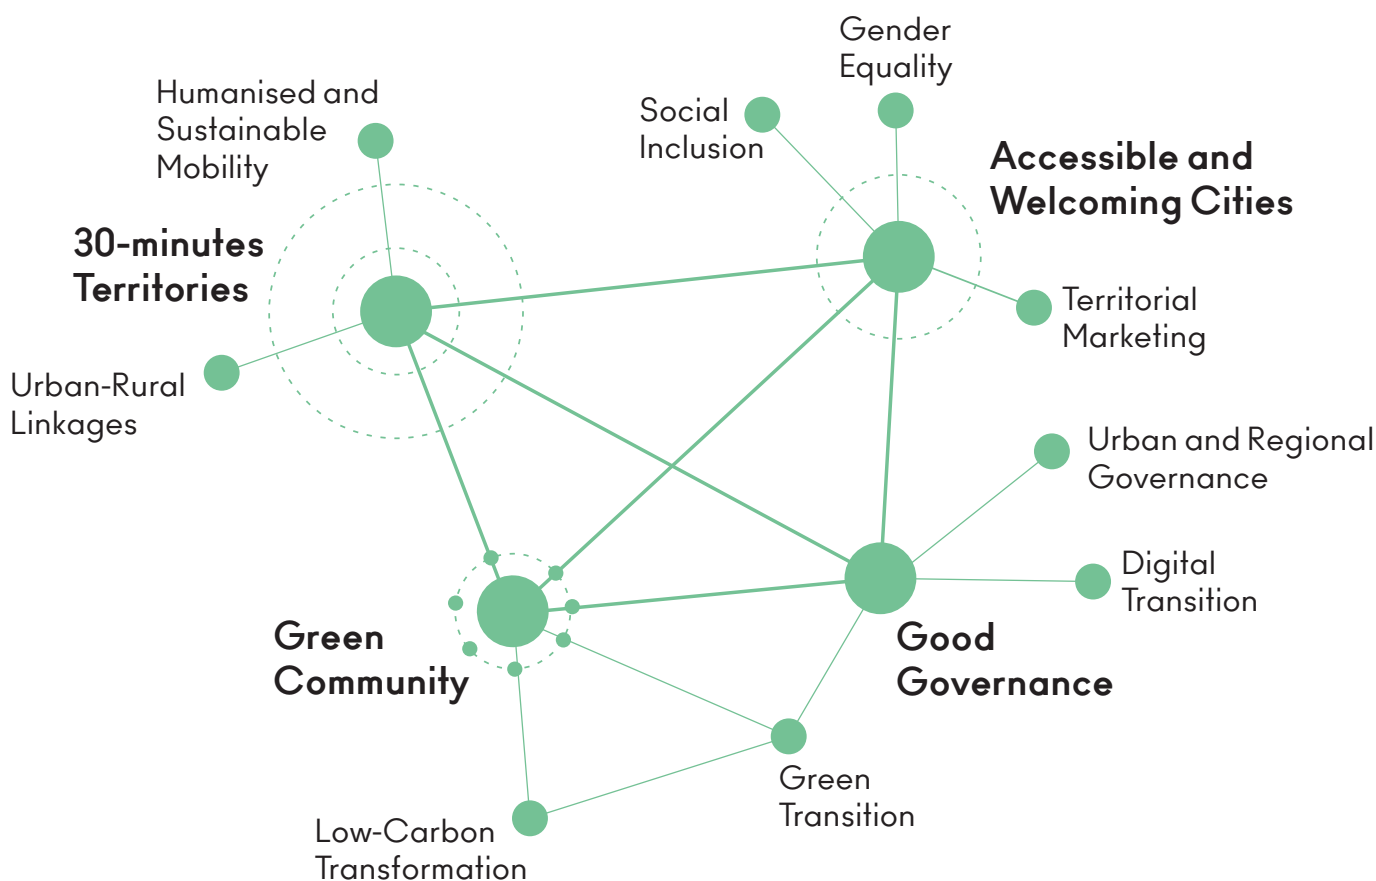 Gender
Equality
Humanised and
Sustainable
Mobility
Social
Inclusion
Accessible and
Welcoming Cities
30-minutes
Territories
Territorial
Marketing
Urban-Rural
Linkages
Urban and Regional
Governance
Digital
Transition
Green
Community
Good
Governance
Green
Transition
Low-Carbon
Transformation